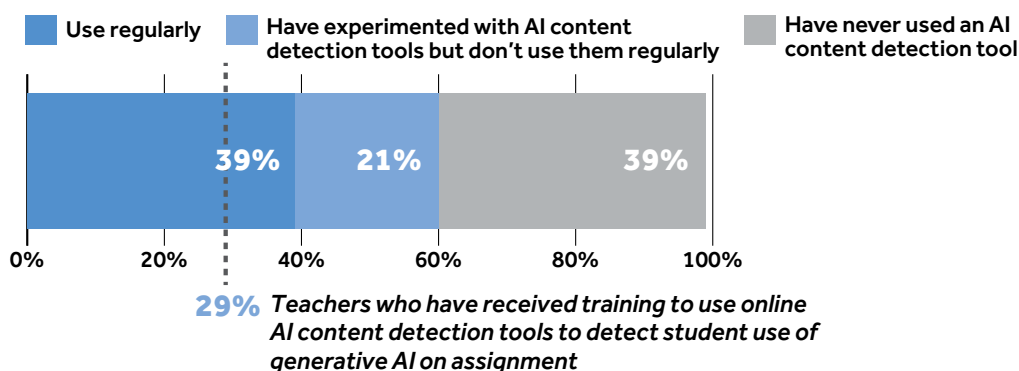 Use regularly
Have experimented with AI content
detection tools but don’t use them regularly
Have never used an AI
content detection tool
39%
21%
39%
0%
20%
40%
60%
80%
100%
29%
Teachers who have received training to use online
AI content detection tools to detect student use of
generative AI on assignment